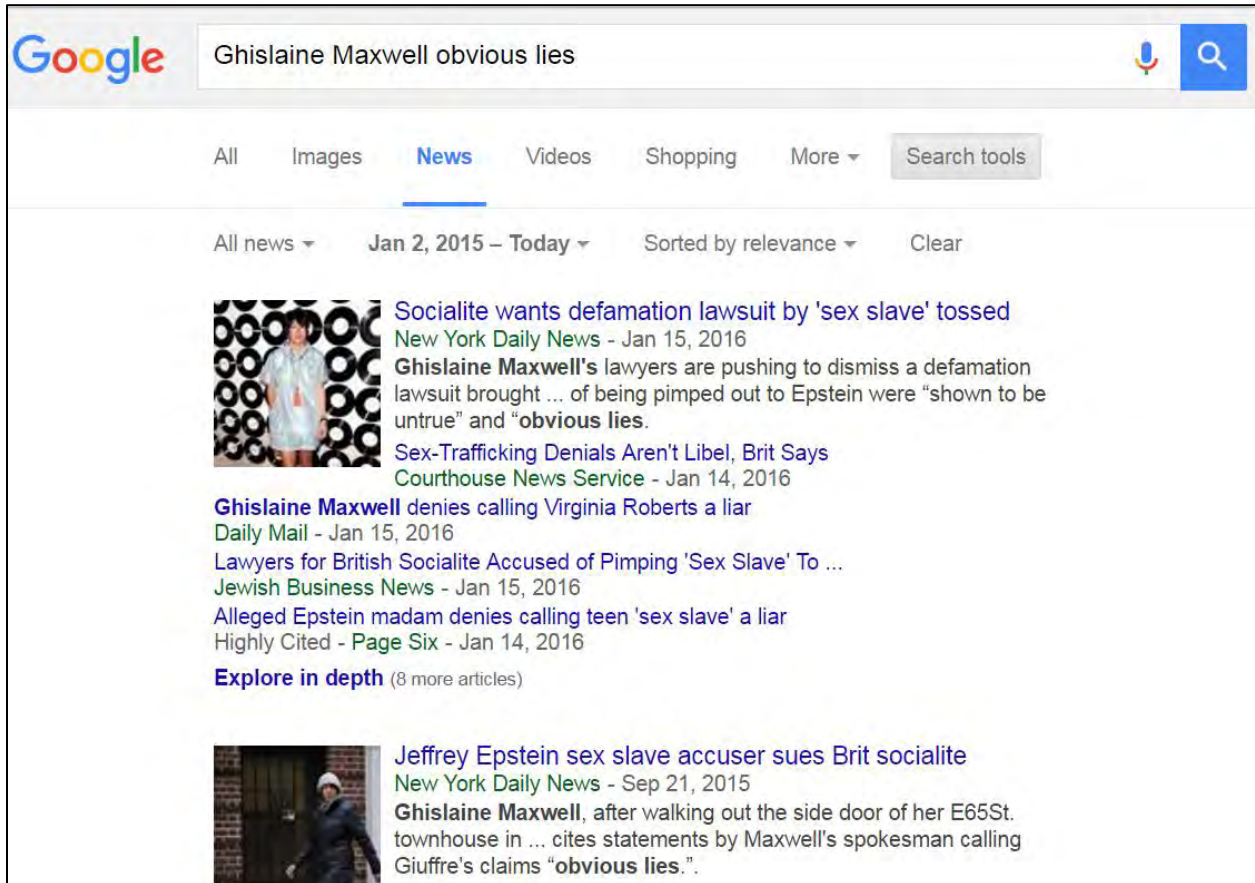 Google
Ghislaine Maxwell obvious lies
All Images News Videos Shopping More Search tools
All news Jan 2, 2015 – Today Sorted by relevance Clear
Socialite wants defamation lawsuit by 'sex slave' tossed
New York Daily News - Jan 15, 2016
Ghislaine Maxwell's lawyers are pushing to dismiss a defamation
lawsuit brought ... of being pimped out to Epstein were “shown to be
untrue” and “obvious lies.
Sex-Trafficking Denials Aren't Libel, Brit Says
Courthouse News Service - Jan 14, 2016
Ghislaine Maxwell denies calling Virginia Roberts a liar
Daily Mail - Jan 15, 2016
Lawyers for British Socialite Accused of Pimping 'Sex Slave' To ...
Jewish Business News - Jan 15, 2016
Alleged Epstein madam denies calling teen 'sex slave' a liar
Highly Cited - Page Six - Jan 14, 2016
Explore in depth (8 more articles)
Jeffrey Epstein sex slave accuser sues Brit socialite
New York Daily News - Sep 21, 2015
Ghislaine Maxwell, after walking out the side door of her E65St.
townhouse in ... cites statements by Maxwell's spokesman calling
Giuffre's claims “obvious lies.”.